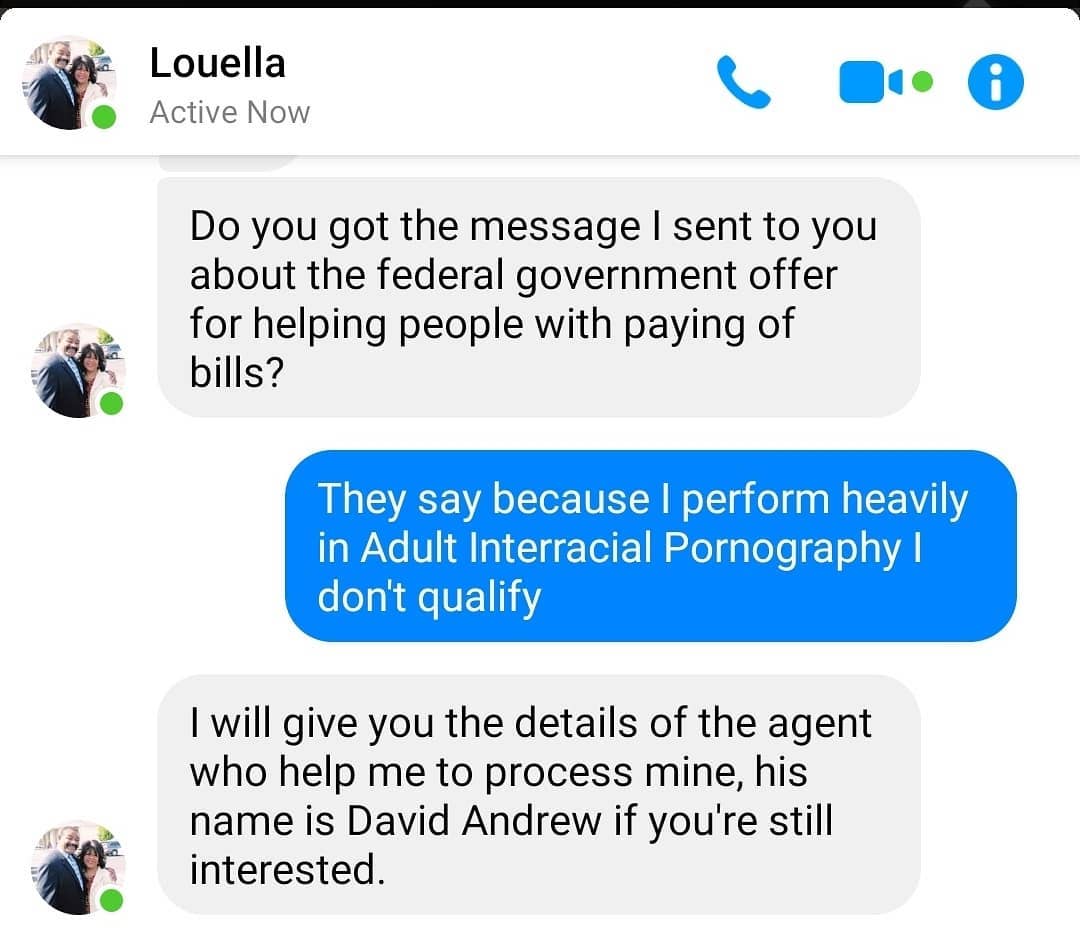 Louella
Active Now
Do you got the message I sent to you
about the federal government offer
for helping people with paying of
bills?
They say because I perform heavily
in Adult Interracial Pornography I
don't qualify
I will give you the details of the agent
who help me to process mine, his
name is David Andrew if you're still
interested.